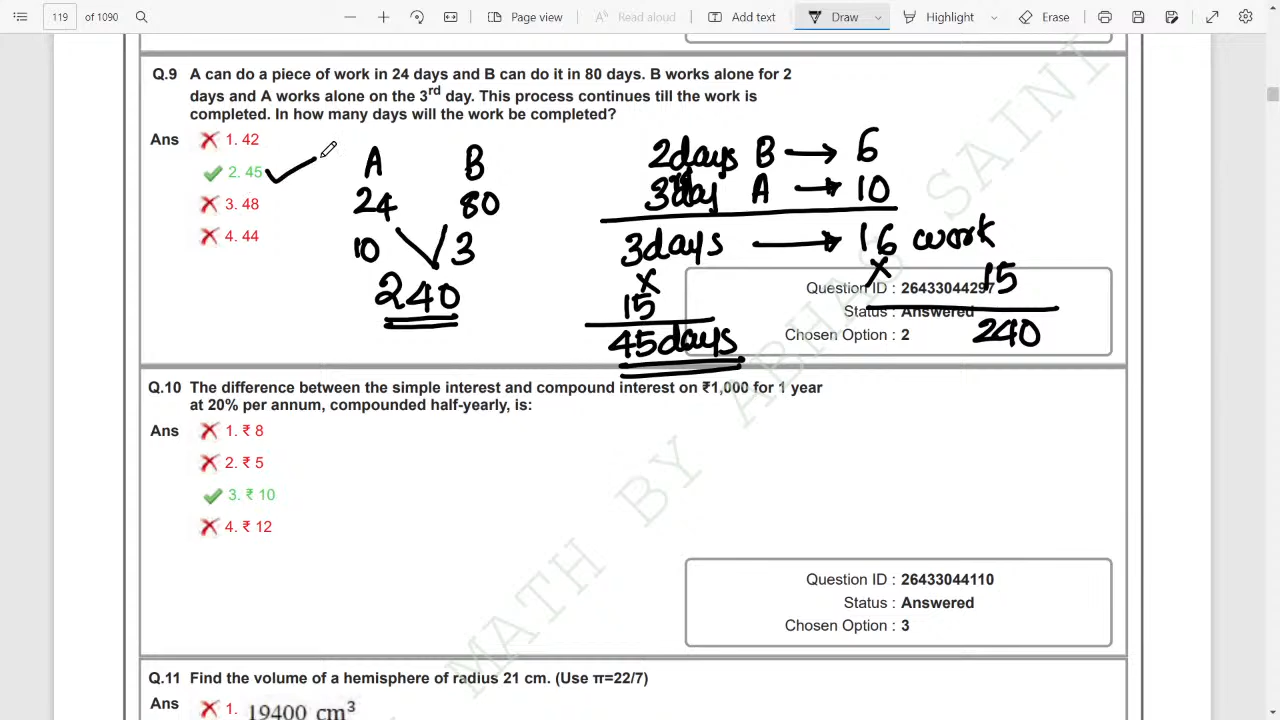 119 of 1090
Page view
Read aloud
Add text
Draw
Highlight
Erase
Q.9 A can do a piece of work in 24 days and B can do it in 80 days. B works alone for 2
days and A works alone on the 3rd day. This process continues till the work is
completed. In how many days will the work be completed?
Ans 1. 42
2. 45
3. 48
4. 44
A B
24 80
10 3
240
2days B → 6
3rd day A → 10
3days → 16 work
x x
15 15
45days 240
Question ID : 26433044297
Status : Answered
Chosen Option : 2
Q.10 The difference between the simple interest and compound interest on ₹1,000 for 1 year
at 20% per annum, compounded half-yearly, is:
Ans 1. ₹ 8
2. ₹ 5
3. ₹ 10
4. ₹ 12
Question ID : 26433044110
Status : Answered
Chosen Option : 3
Q.11 Find the volume of a hemisphere of radius 21 cm. (Use π=22/7)
Ans 1. 19400 cm³
MATH BY ABHAS SAINI